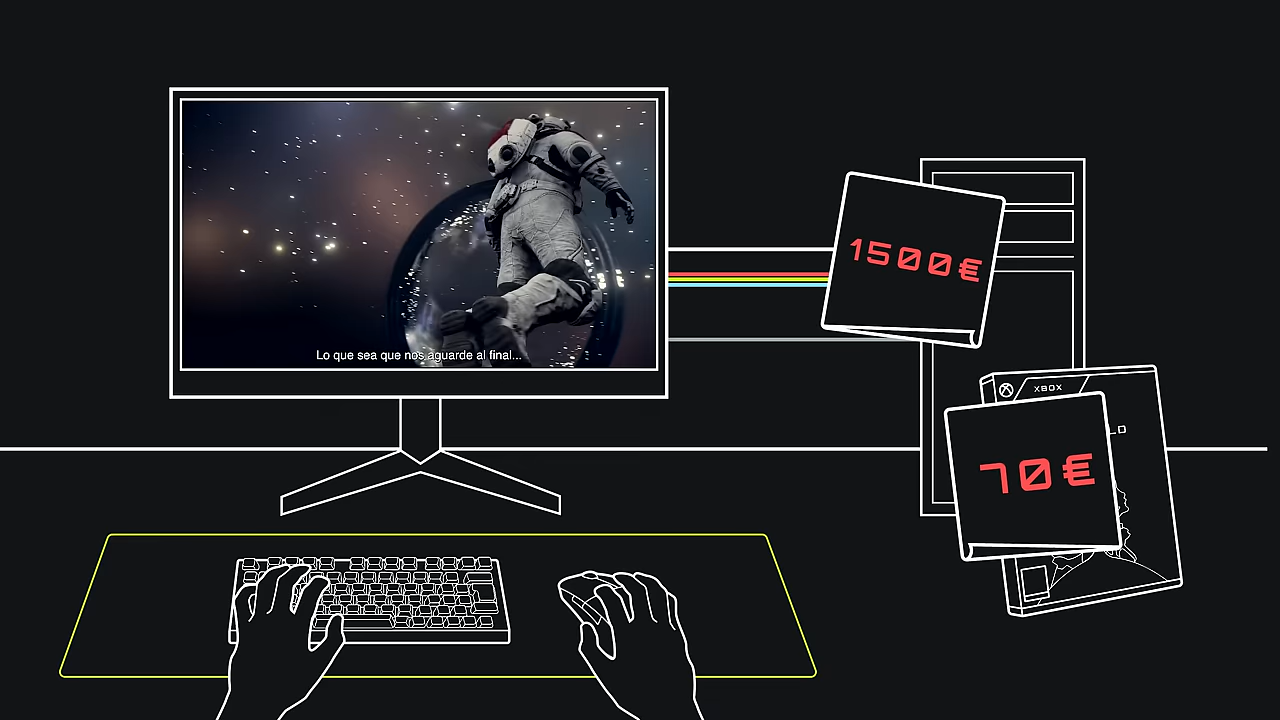 1500€
XBOX
70€
Lo que sea que nos aguarde al final...